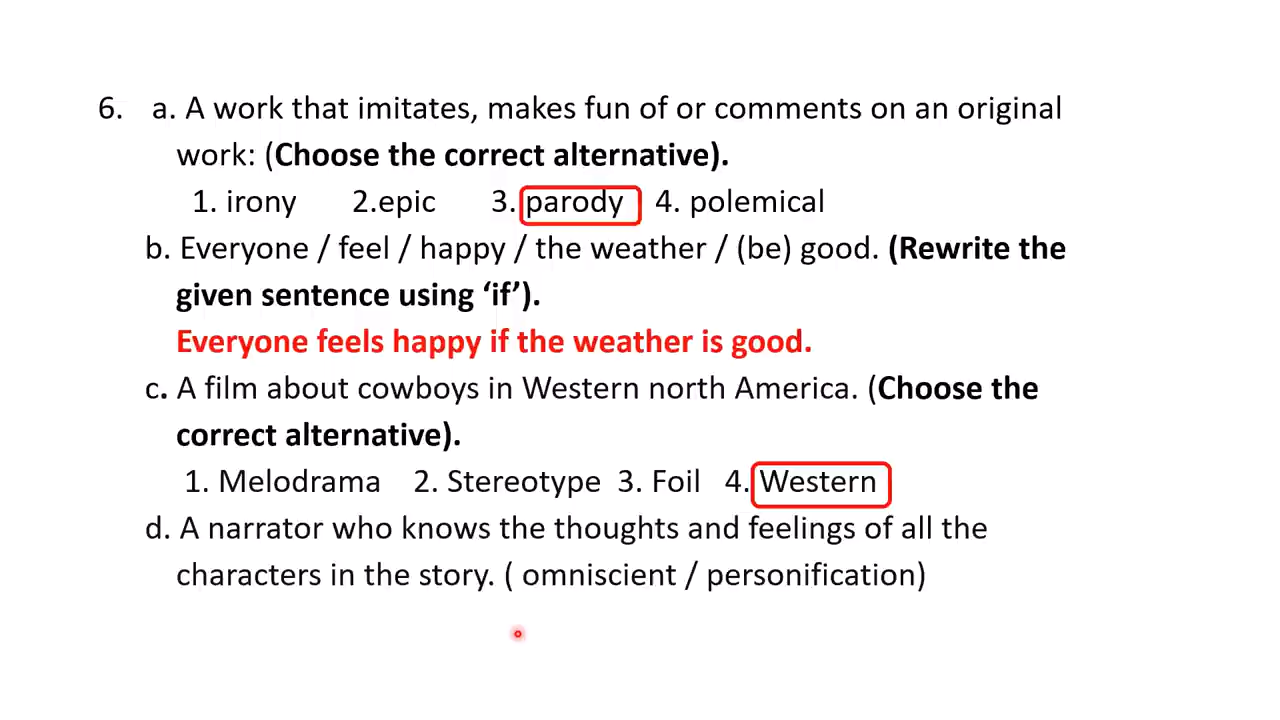 6. a. A work that imitates, makes fun of or comments on an original
work: (Choose the correct alternative).
1. irony 2.epic 3. parody 4. polemical
b. Everyone / feel / happy / the weather / (be) good. (Rewrite the
given sentence using ‘if’).
Everyone feels happy if the weather is good.
c. A film about cowboys in Western north America. (Choose the
correct alternative).
1. Melodrama 2. Stereotype 3. Foil 4. Western
d. A narrator who knows the thoughts and feelings of all the
characters in the story. ( omniscient / personification)